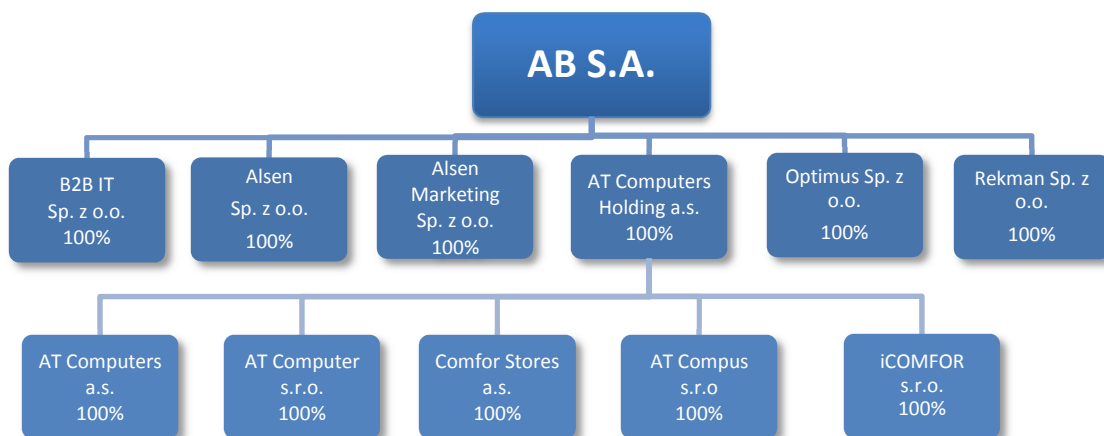 AB S.A.
B2B IT
Sp. z o.o.
100%
Alsen
Sp. z o.o.
100%
Alsen
Marketing
Sp. z o.o.
100%
AT Computers
Holding a.s.
100%
Optimus Sp. z
o.o.
100%
Rekman Sp. z
o.o.
100%
AT Computers
a.s.
100%
AT Computer
s.r.o.
100%
Comfor Stores
a.s.
100%
AT Compus
s.r.o
100%
iCOMFOR
s.r.o.
100%